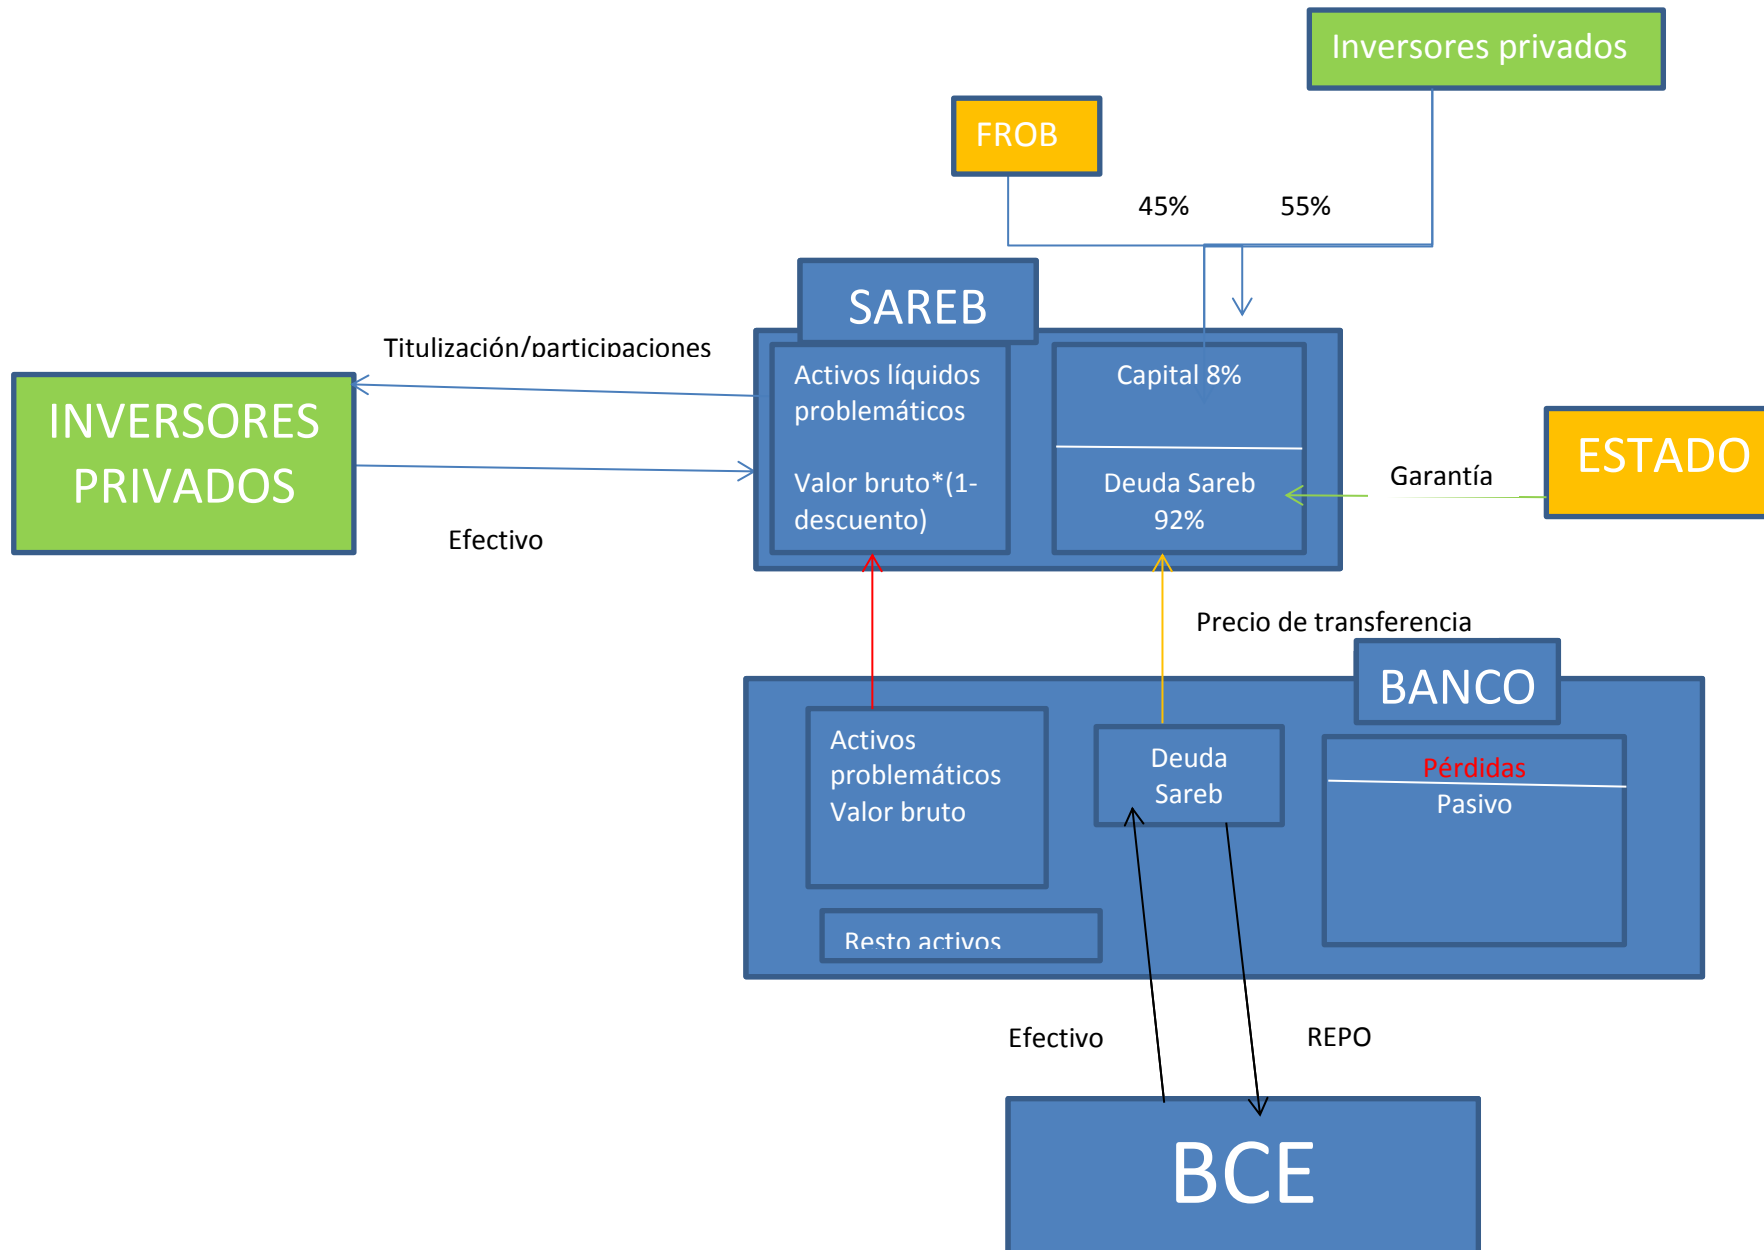 Inversores privados
FROB
45%
55%
SAREB
Titulización/participaciones
Activos líquidos
problemáticos
Valor bruto*(1-
descuento)
Capital 8%
Deuda Sareb
92%
INVERSORES
PRIVADOS
Efectivo
Garantía
ESTADO
Precio de transferencia
BANCO
Activos
problemáticos
Valor bruto
Deuda
Sareb
Pérdidas
Pasivo
Resto activos
Efectivo
REPO
BCE